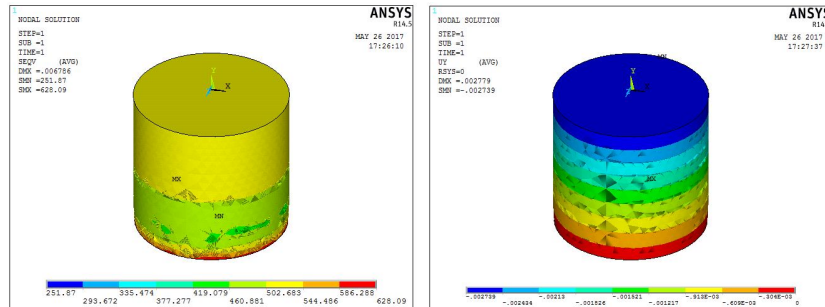 1
NODAL SOLUTION
STEP=1
SUB =1
TIME=1
SEQV (AVG)
DMX =.006786
SMN =251.87
SMX =628.09
ANSYS
R14.5
MAY 26 2017
17:26:10
Y
X
MX
MN
251.87 335.474 419.079 502.683 586.288
293.672 377.277 460.881 544.486 628.09
1
NODAL SOLUTION
STEP=1
SUB =1
TIME=1
UY (AVG)
RSYS=0
DMX =.002779
SMN =-.002739
ANSYS
R14.
MAY 26 2017
17:27:37
MN
Y
X
MX
-.002739 -.00213 -.001521 -.913E-03 -.304E-03
-.002434 -.001826 -.001217 -.609E-03 0